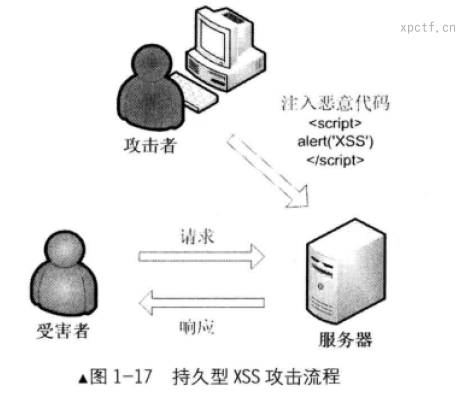 xpctf.cn
注入恶意代码
<script>
alert('XSS')
</script>
攻击者
请求
受害者
响应
服务器
▲图 1-17 持久型 XSS 攻击流程